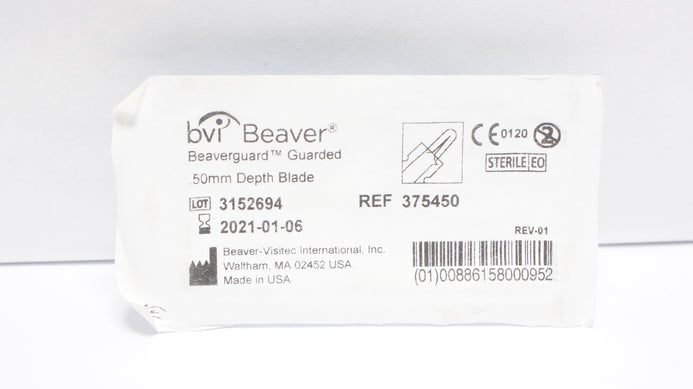 bvi Beaver®
Beaverguard™ Guarded
.50mm Depth Blade
LOT 3152694
2021-01-06
Beaver-Visitec International, Inc.
Waltham, MA 02452 USA.
Made in USA
REF 375450
CE 0120 2
STERILE EO
REV-01
(01)00886158000952